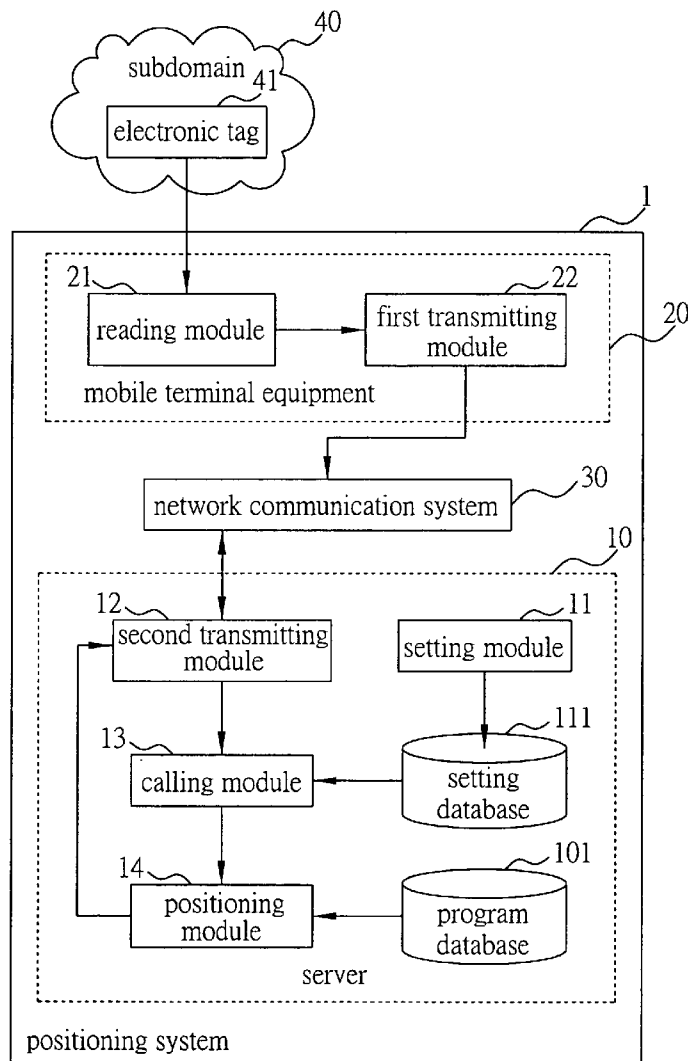 40
subdomain
41
electronic tag
1
21
reading module
22
first transmitting
module
20
mobile terminal equipment
30
network communication system
10
12
second transmitting
module
11
setting module
13
calling module
111
setting
database
14
positioning
module
101
program
database
server
positioning system